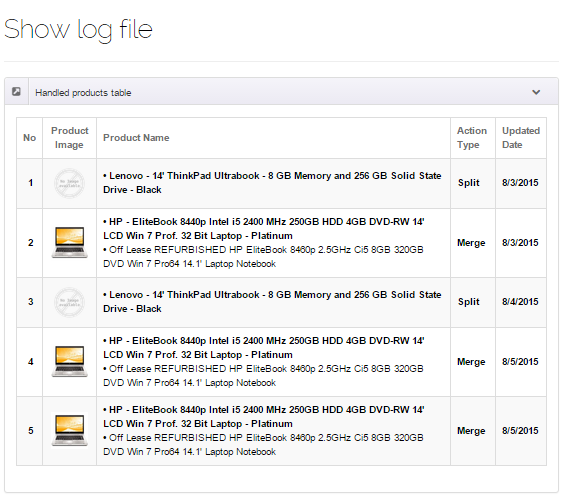 Show log file
Handled products table
No
Product
Image
Product Name
Action
Type
Updated
Date
1
No Image
available
• Lenovo - 14' ThinkPad Ultrabook - 8 GB Memory and 256 GB Solid State
Drive - Black
Split
8/3/2015
2
• HP - EliteBook 8440p Intel i5 2400 MHz 250GB HDD 4GB DVD-RW 14'
LCD Win 7 Prof. 32 Bit Laptop - Platinum
• Off Lease REFURBISHED HP EliteBook 8460p 2.5GHz Ci5 8GB 320GB
DVD Win 7 Pro64 14.1' Laptop Notebook
Merge
8/3/2015
3
No Image
available
• Lenovo - 14' ThinkPad Ultrabook - 8 GB Memory and 256 GB Solid State
Drive - Black
Split
8/4/2015
4
• HP - EliteBook 8440p Intel i5 2400 MHz 250GB HDD 4GB DVD-RW 14'
LCD Win 7 Prof. 32 Bit Laptop - Platinum
• Off Lease REFURBISHED HP EliteBook 8460p 2.5GHz Ci5 8GB 320GB
DVD Win 7 Pro64 14.1' Laptop Notebook
Merge
8/5/2015
5
• HP - EliteBook 8440p Intel i5 2400 MHz 250GB HDD 4GB DVD-RW 14'
LCD Win 7 Prof. 32 Bit Laptop - Platinum
• Off Lease REFURBISHED HP EliteBook 8460p 2.5GHz Ci5 8GB 320GB
DVD Win 7 Pro64 14.1' Laptop Notebook
Merge
8/5/2015